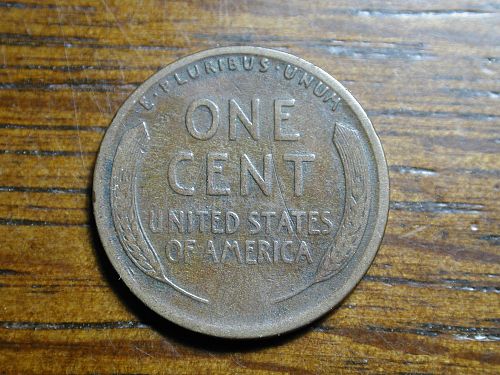 E · PLURIBUS · UNUM
ONE
CENT
UNITED STATES
OF AMERICA